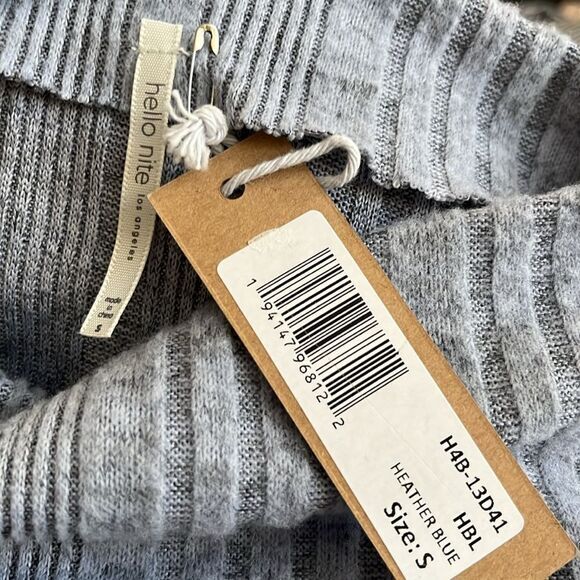 hello nite
los angeles
made
in
china
S
1 94147 96812 2
H4B-13D41
HBL
HEATHER BLUE
Size: S